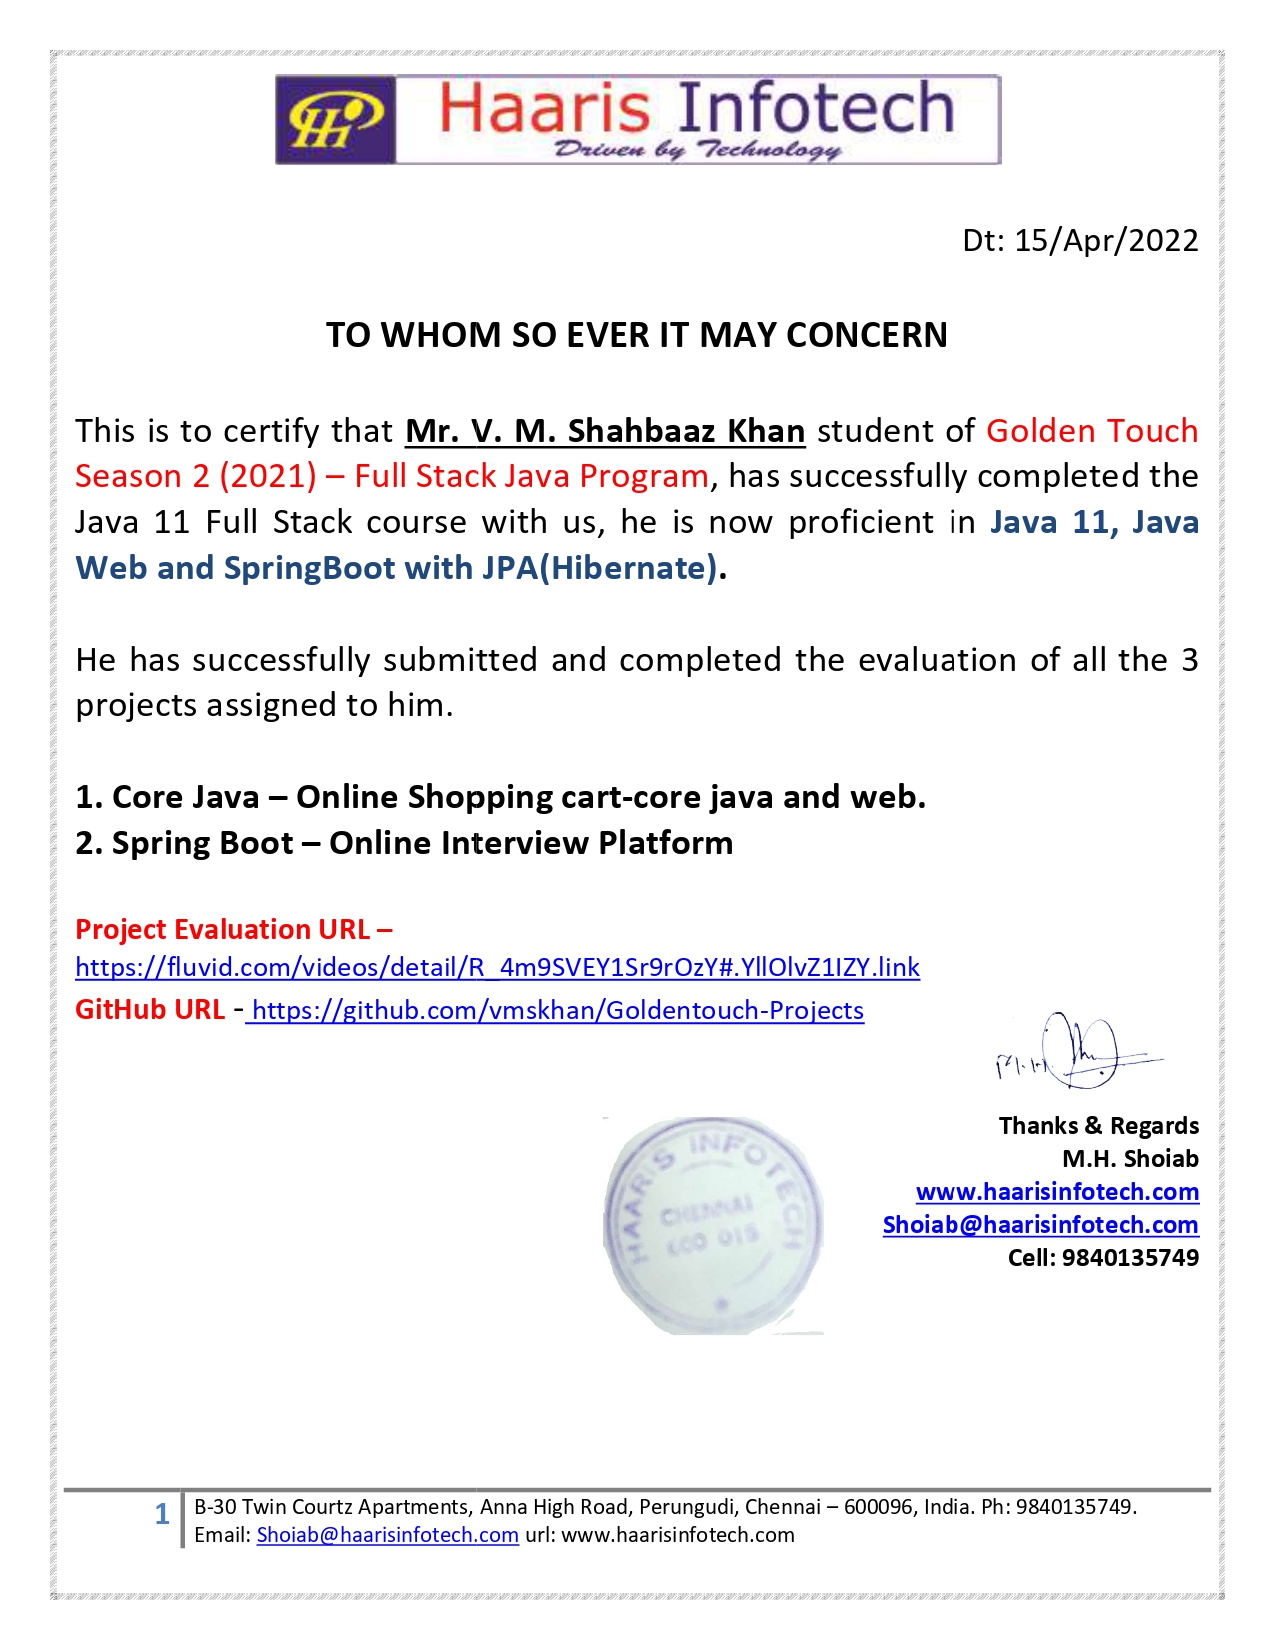 Haaris Infotech
Driven by Technology
Dt: 15/Apr/2022
TO WHOM SO EVER IT MAY CONCERN
This is to certify that Mr. V. M. Shahbaaz Khan student of Golden Touch
Season 2 (2021) – Full Stack Java Program, has successfully completed the
Java 11 Full Stack course with us, he is now proficient in Java 11, Java
Web and SpringBoot with JPA(Hibernate).
He has successfully submitted and completed the evaluation of all the 3
projects assigned to him.
1. Core Java – Online Shopping cart-core java and web.
2. Spring Boot – Online Interview Platform
Project Evaluation URL –
https://fluvid.com/videos/detail/R_4m9SVEY1Sr9rOzY#.YllOlvZ1IZY.link
GitHub URL - https://github.com/vmskhan/Goldentouch-Projects
M.H.
Thanks & Regards
M.H. Shoiab
www.haarisinfotech.com
Shoiab@haarisinfotech.com
Cell: 9840135749
HAARIS INFOTECH
CHENNAI
600 015
1
B-30 Twin Courtz Apartments, Anna High Road, Perungudi, Chennai – 600096, India. Ph: 9840135749.
Email: Shoiab@haarisinfotech.com url: www.haarisinfotech.com